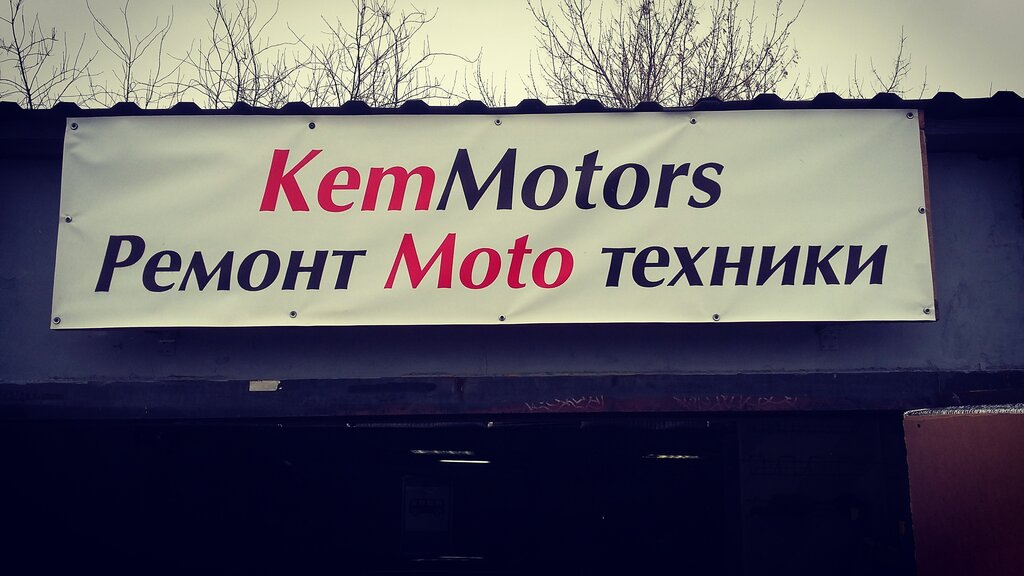 KemMotors
Ремонт Moto техники